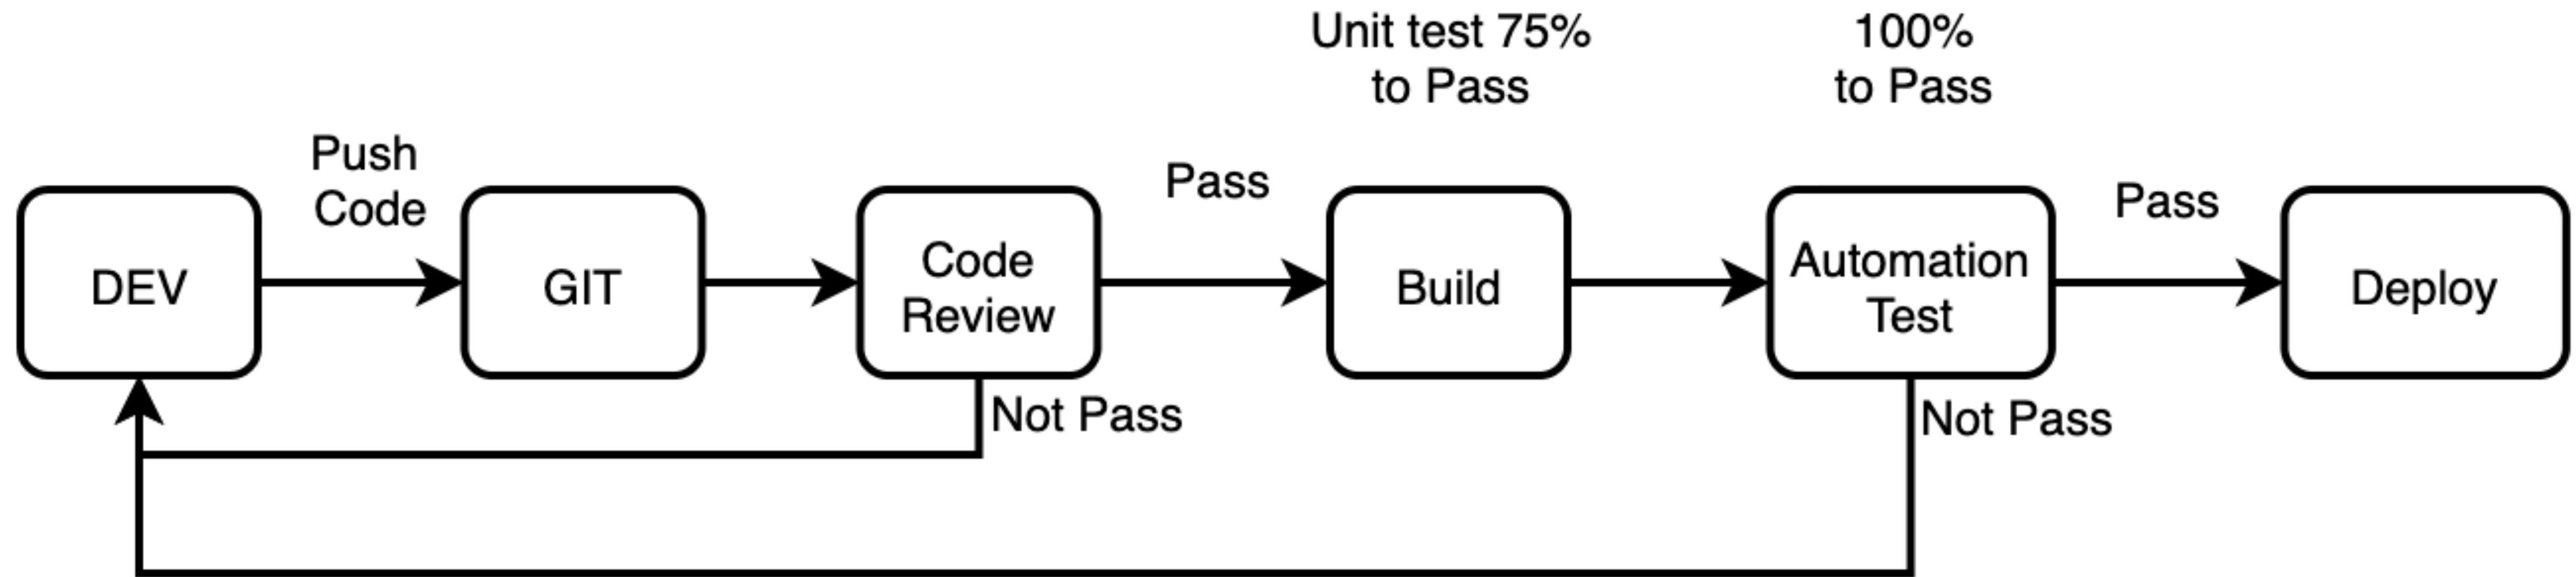 Unit test 75%
to Pass
100%
to Pass
Push
Code
Pass
Pass
DEV
GIT
Code
Review
Build
Automation
Test
Deploy
Not Pass
Not Pass